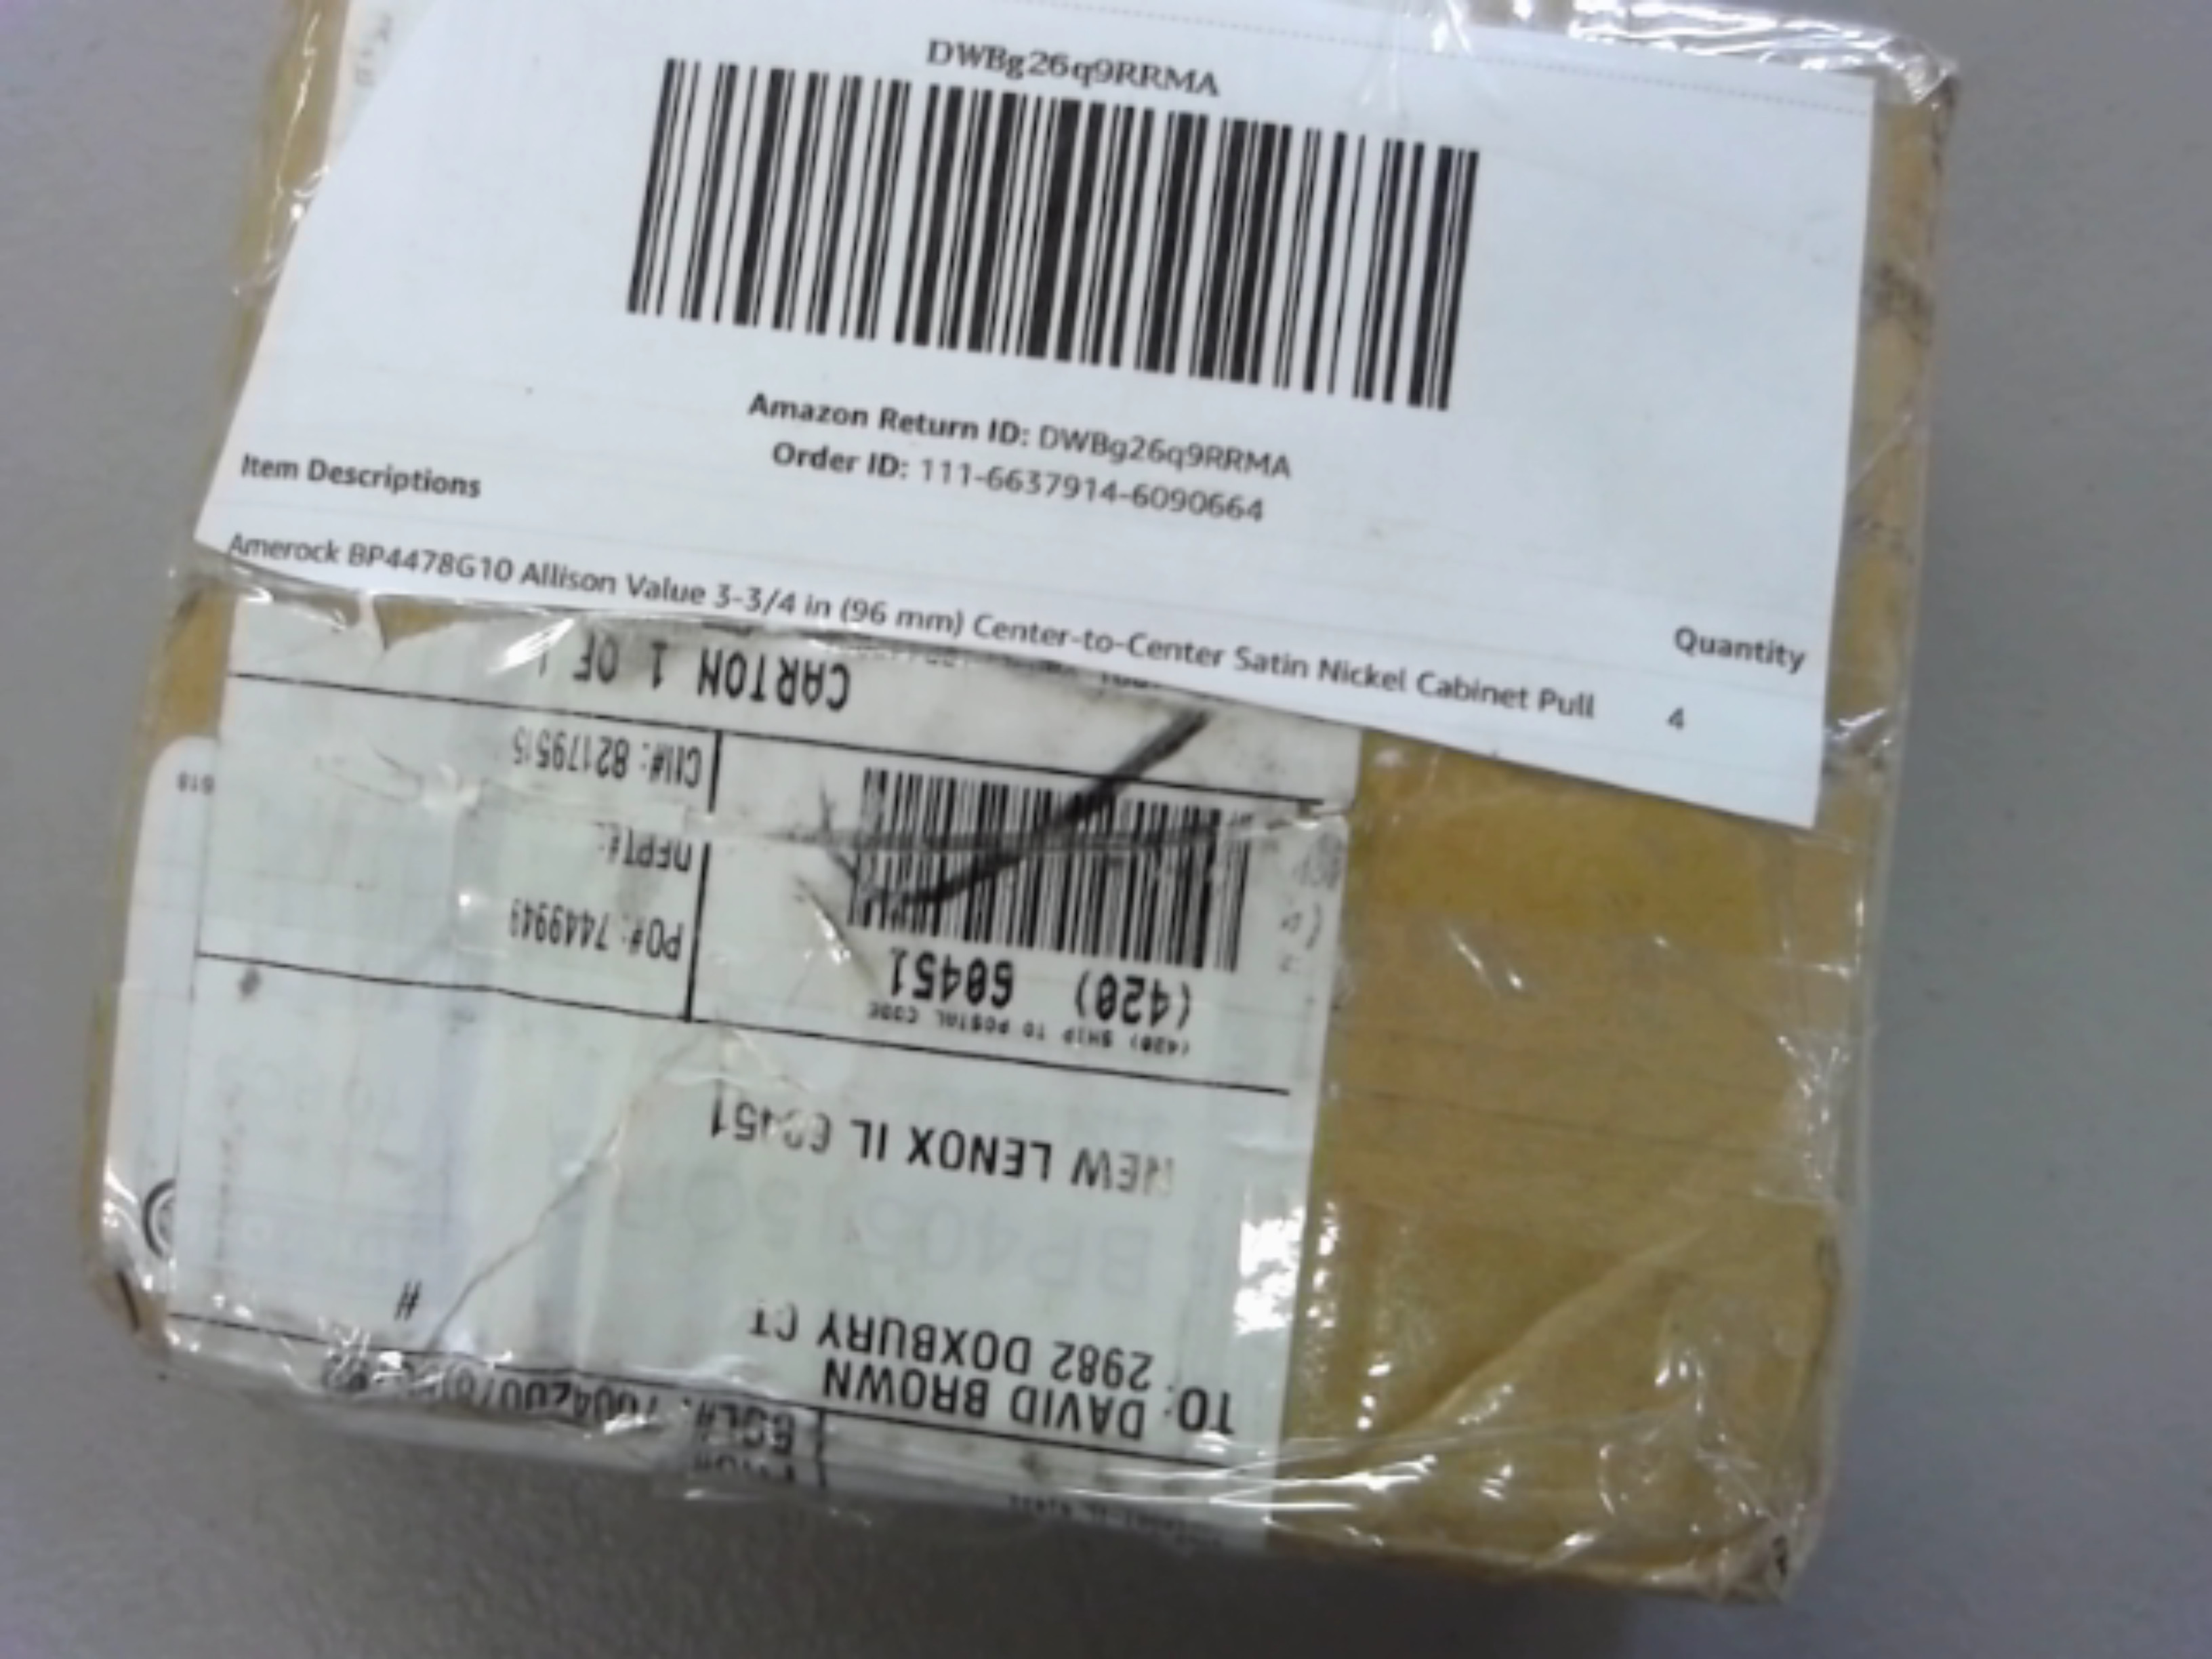 DWBg26q9RRMA
Amazon Return ID: DWBg26q9RRMA
Order ID: 111-6637914-6090664
Item Descriptions
Quantity
Amerock BP4478G10 Allison Value 3-3/4 in (96 mm) Center-to-Center Satin Nickel Cabinet Pull 4
TO: DAVID BROWN
2982 DOXBURY CT
#
NEW LENOX IL 60451
(420) SHIP TO POSTAL CODE
(420) 60451
PO#: 7449949
DEPT#:
Ctl#: 82179515
CARTON 1 OF 1